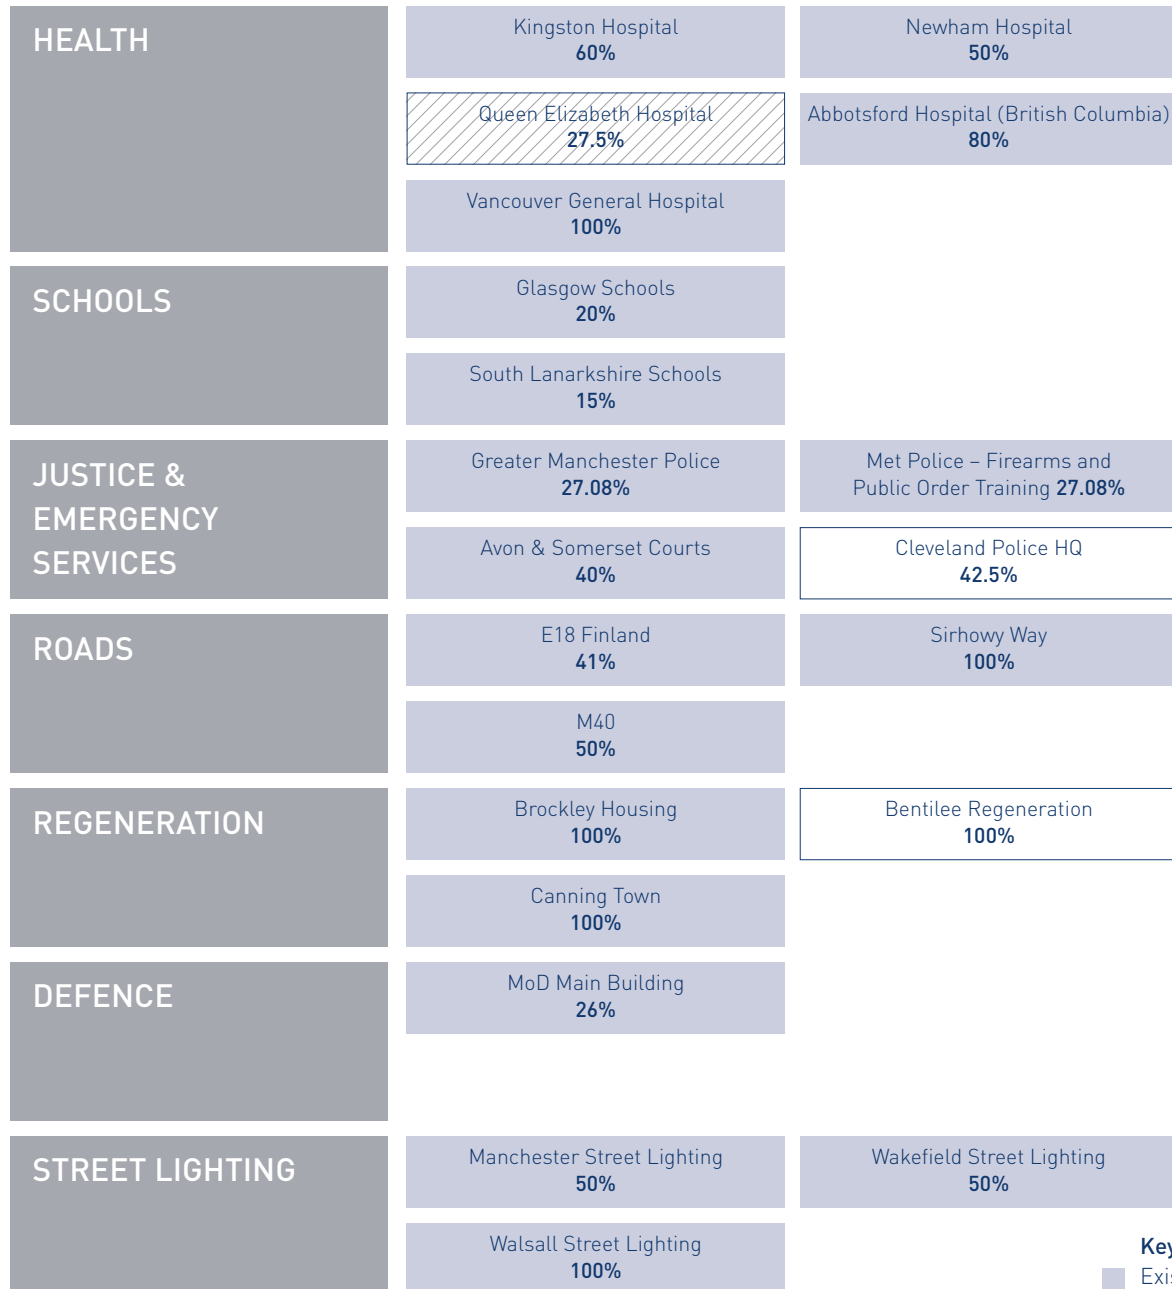 HEALTH
Kingston Hospital
60%
Newham Hospital
50%
Queen Elizabeth Hospital
27.5%
Abbotsford Hospital (British Columbia)
80%
Vancouver General Hospital
100%
SCHOOLS
Glasgow Schools
20%
South Lanarkshire Schools
15%
JUSTICE &
EMERGENCY
SERVICES
Greater Manchester Police
27.08%
Met Police – Firearms and
Public Order Training 27.08%
Avon & Somerset Courts
40%
Cleveland Police HQ
42.5%
ROADS
E18 Finland
41%
Sirhowy Way
100%
M40
50%
REGENERATION
Brockley Housing
100%
Bentilee Regeneration
100%
Canning Town
100%
DEFENCE
MoD Main Building
26%
STREET LIGHTING
Manchester Street Lighting
50%
Wakefield Street Lighting
50%
Walsall Street Lighting
100%
Key